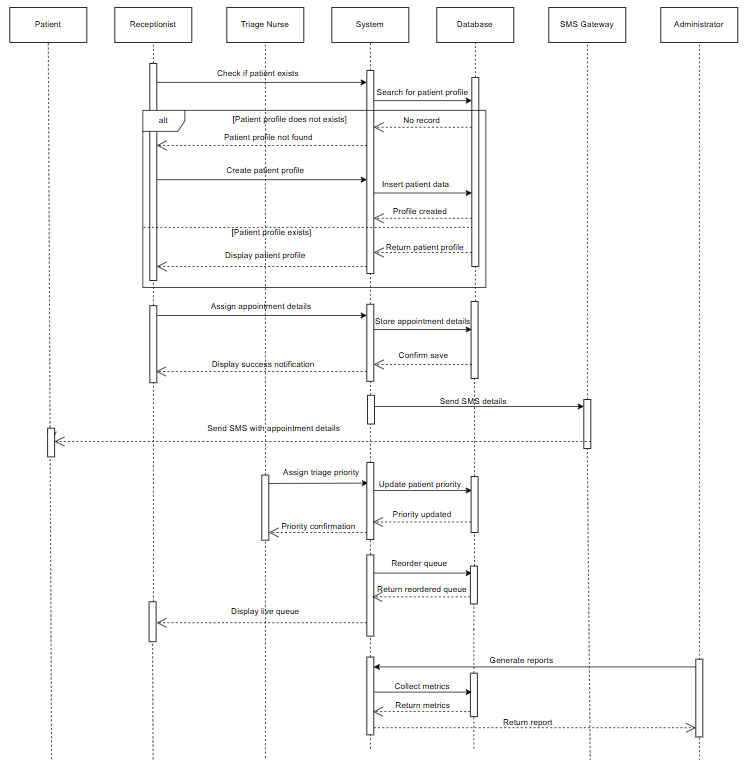 Patient
Receptionist
Triage Nurse
System
Database
SMS Gateway
Administrator
Check if patient exists
Search for patient profile
alt
[Patient profile does not exists]
No record
Patient profile not found
Create patient profile
Insert patient data
Profile created
[Patient profile exists]
Return patient profile
Display patient profile
Assign appointment details
Store appointment details
Confirm save
Display success notification
Send SMS details
Send SMS with appointment details
Assign triage priority
Update patient priority
Priority updated
Priority confirmation
Reorder queue
Return reordered queue
Display live queue
Generate reports
Collect metrics
Return metrics
Return report